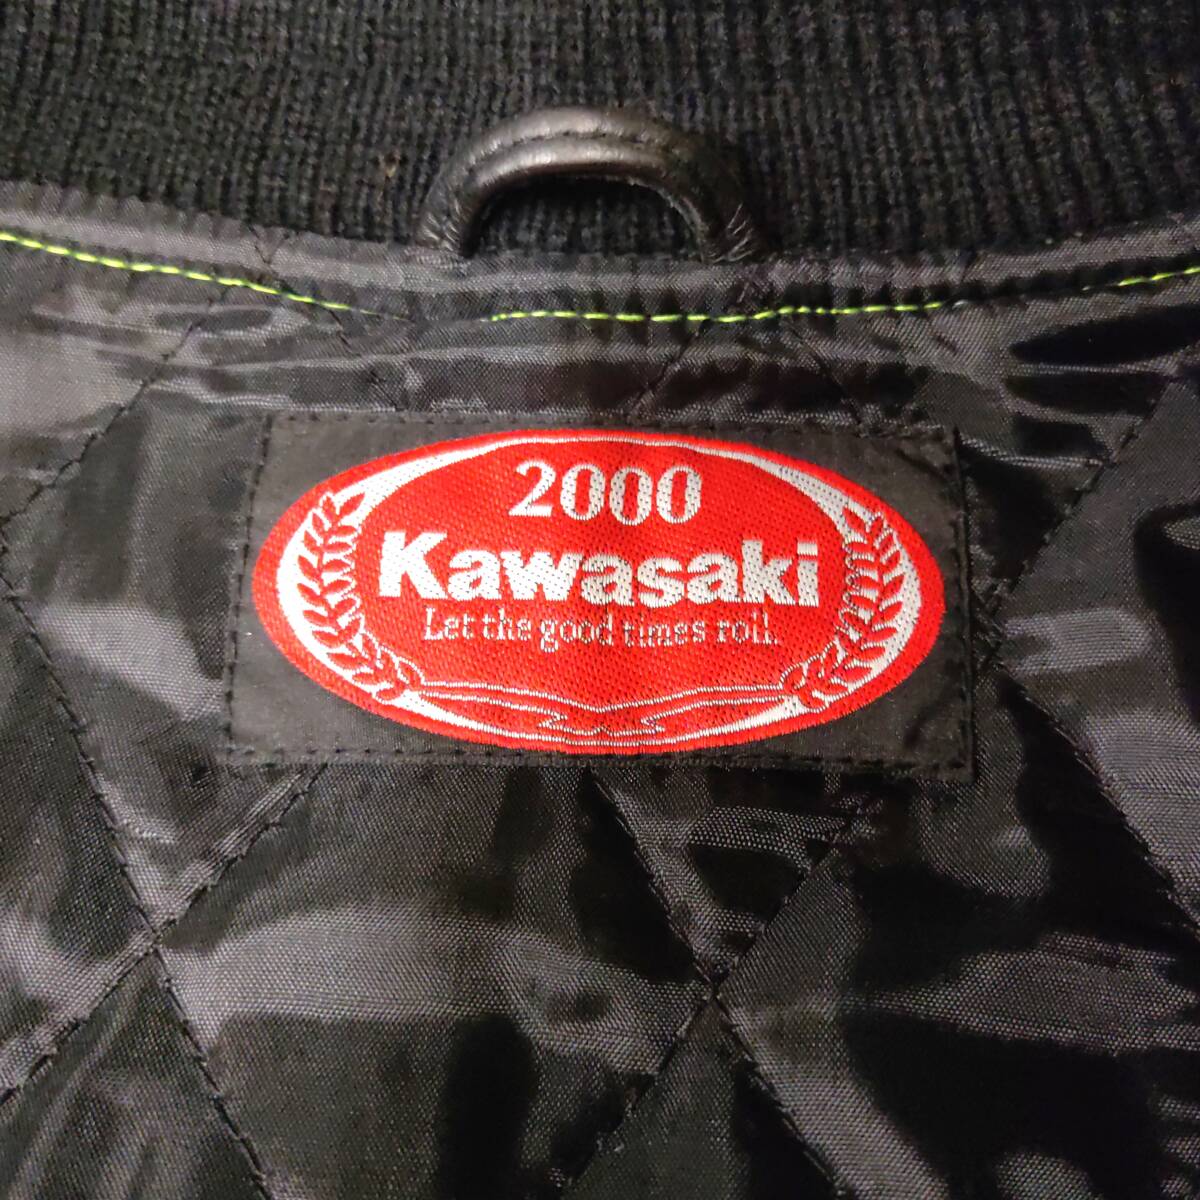 2000
Kawasaki
Let the good times roll.